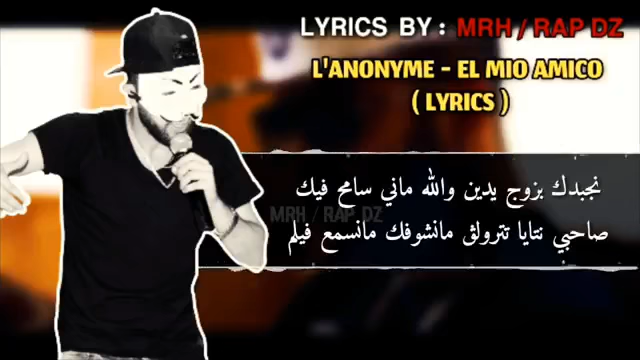 LYRICS BY : MRH / RAP DZ
L'ANONYME - EL MIO AMICO
( LYRICS )
نجبدك بزوج يدين والله ماني سامح فيك
MRH / RAP DZ
صاحبي نتايا تترولق مانشوفك مانسمع فيلم